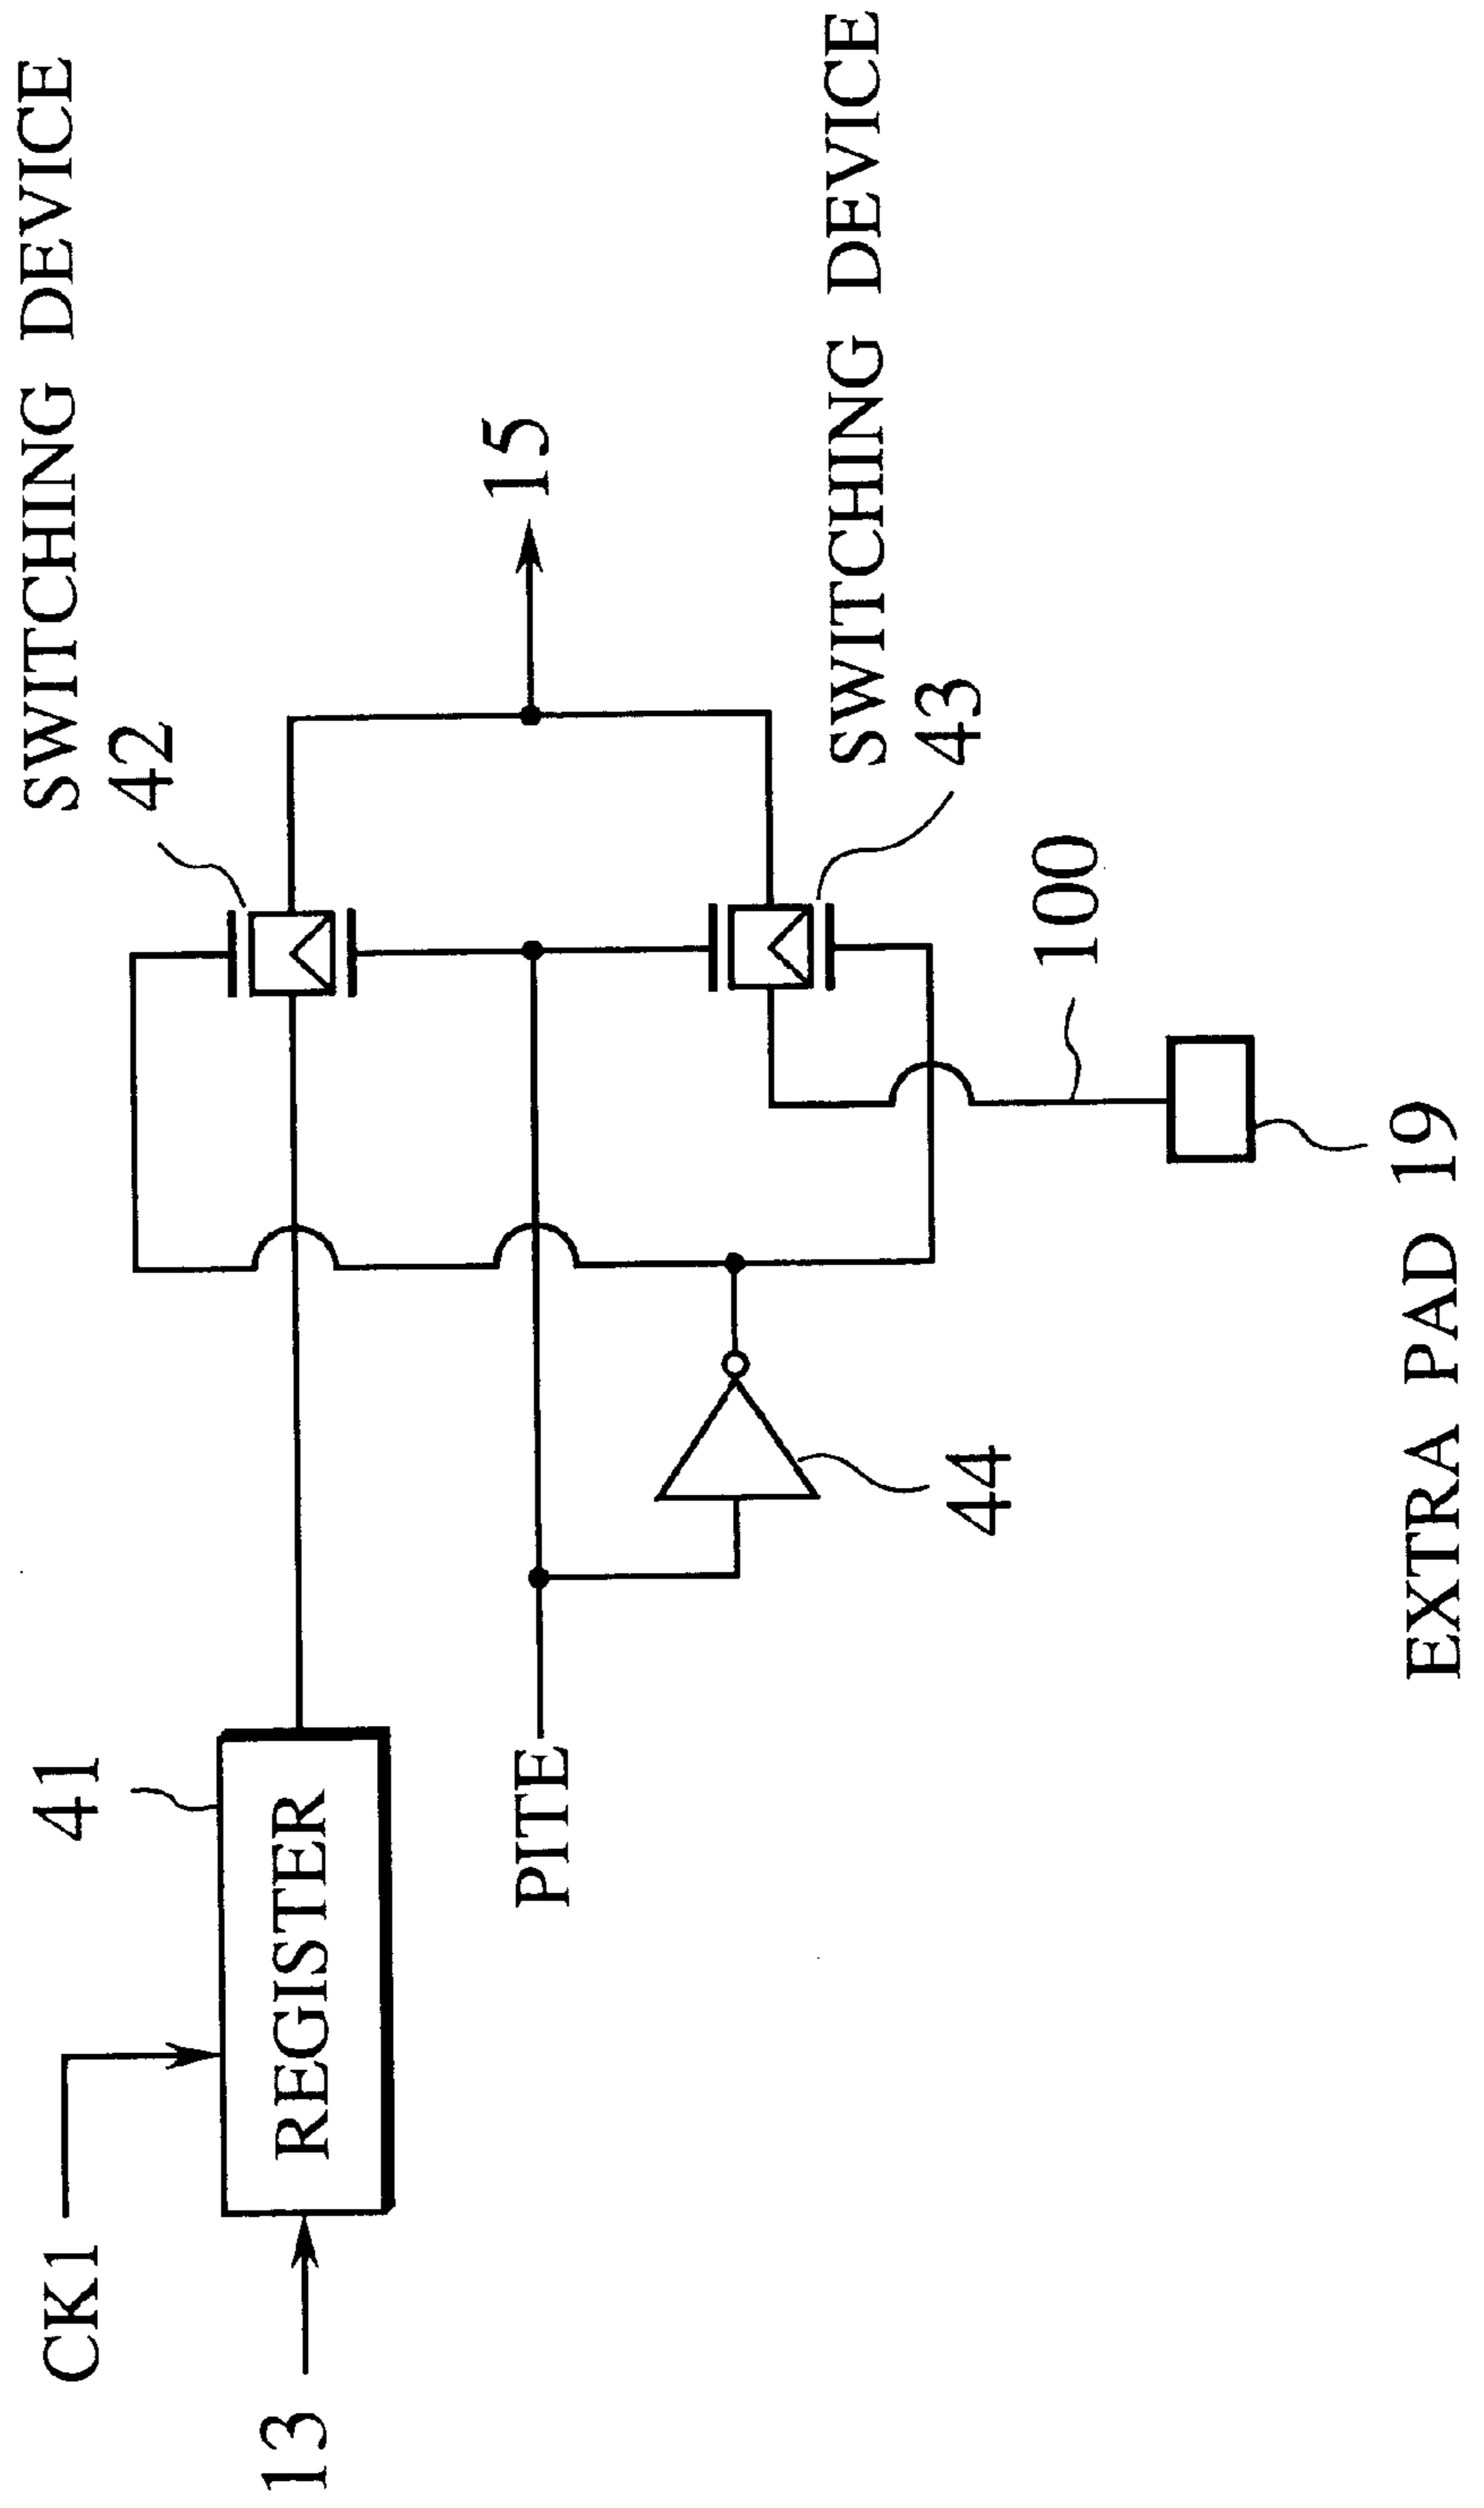 SWITCHING DEVICE
42
41
CK1
REGISTER
13
15
PITE
SWITCHING DEVICE
43
44
100
EXTRA PAD 19